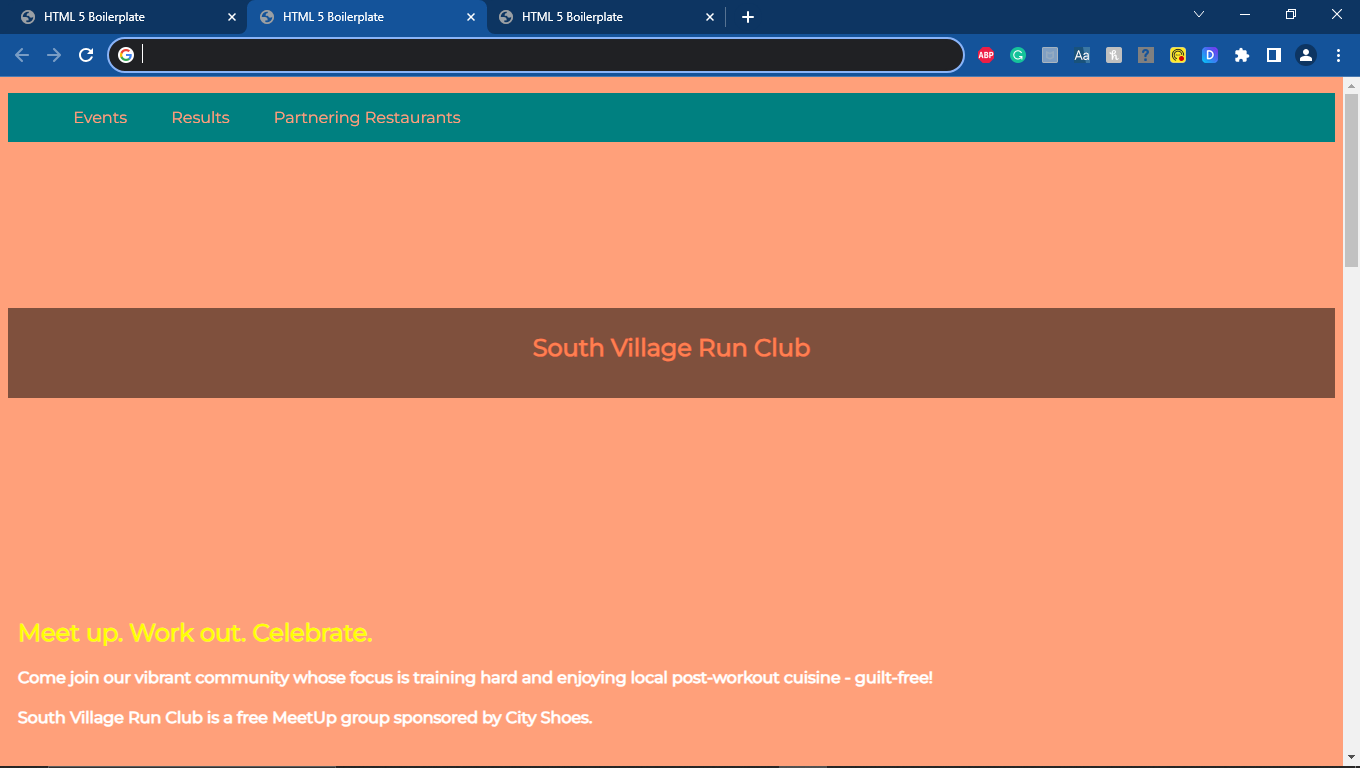 HTML 5 Boilerplate
HTML 5 Boilerplate
HTML 5 Boilerplate
ABP
Aa
D
Events Results Partnering Restaurants
South Village Run Club
Meet up. Work out. Celebrate.
Come join our vibrant community whose focus is training hard and enjoying local post-workout cuisine - guilt-free!
South Village Run Club is a free MeetUp group sponsored by City Shoes.